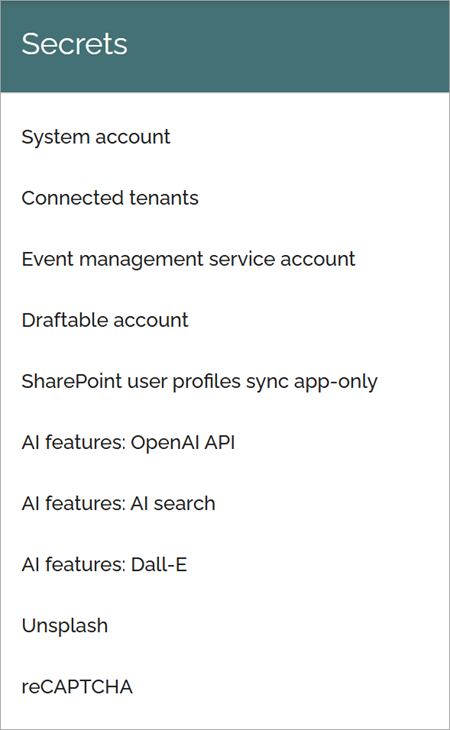 Secrets
System account
Connected tenants
Event management service account
Draftable account
SharePoint user profiles sync app-only
AI features: OpenAI API
AI features: AI search
AI features: Dall-E
Unsplash
reCAPTCHA